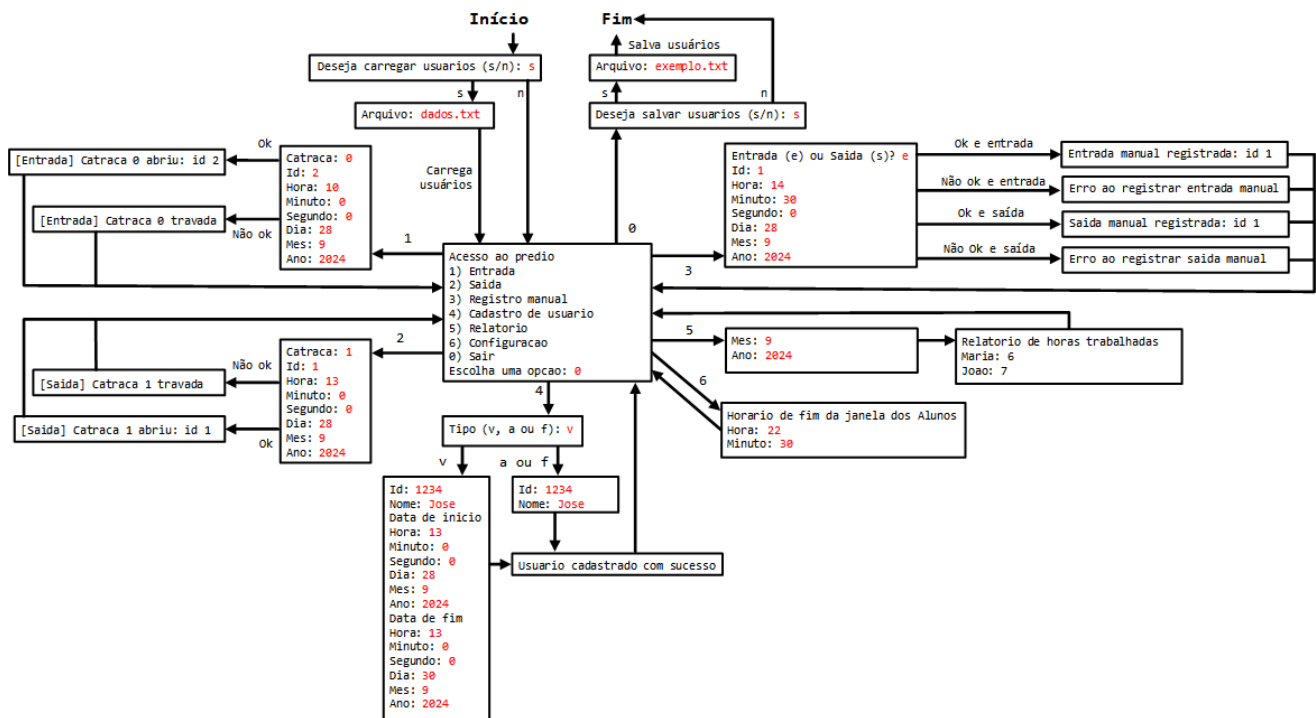 Início
Fim
Salva usuários
Deseja carregar usuarios (s/n): s
Arquivo: exemplo.txt
s
n
s
n
Arquivo: dados.txt
Deseja salvar usuarios (s/n): s
Carrega
usuários
0
[Entrada] Catraca 0 abriu: id 2
Ok
[Entrada] Catraca 0 travada
Não ok
Catraca: 0
Id: 2
Hora: 10
Minuto: 0
Segundo: 0
Dia: 28
Mes: 9
Ano: 2024
1
Entrada (e) ou Saida (s)? e
Id: 1
Hora: 14
Minuto: 30
Segundo: 0
Dia: 28
Mes: 9
Ano: 2024
3
Ok e entrada
Entrada manual registrada: id 1
Não ok e entrada
Erro ao registrar entrada manual
Ok e saída
Saida manual registrada: id 1
Não Ok e saída
Erro ao registrar saida manual
Acesso ao predio
1) Entrada
2) Saida
3) Registro manual
4) Cadastro de usuario
5) Relatorio
6) Configuracao
0) Sair
Escolha uma opcao: 0
2
Catraca: 1
Id: 1
Hora: 13
Minuto: 0
Segundo: 0
Dia: 28
Mes: 9
Ano: 2024
Não ok
[Saida] Catraca 1 travada
[Saida] Catraca 1 abriu: id 1
Ok
5
Mes: 9
Ano: 2024
Relatorio de horas trabalhadas
Maria: 6
Joao: 7
6
Horario de fim da janela dos Alunos
Hora: 22
Minuto: 30
4
Tipo (v, a ou f): v
v
a ou f
Id: 1234
Nome: Jose
Data de inicio
Hora: 13
Minuto: 0
Segundo: 0
Dia: 28
Mes: 9
Ano: 2024
Data de fim
Hora: 13
Minuto: 0
Segundo: 0
Dia: 30
Mes: 9
Ano: 2024
Id: 1234
Nome: Jose
Usuario cadastrado com sucesso